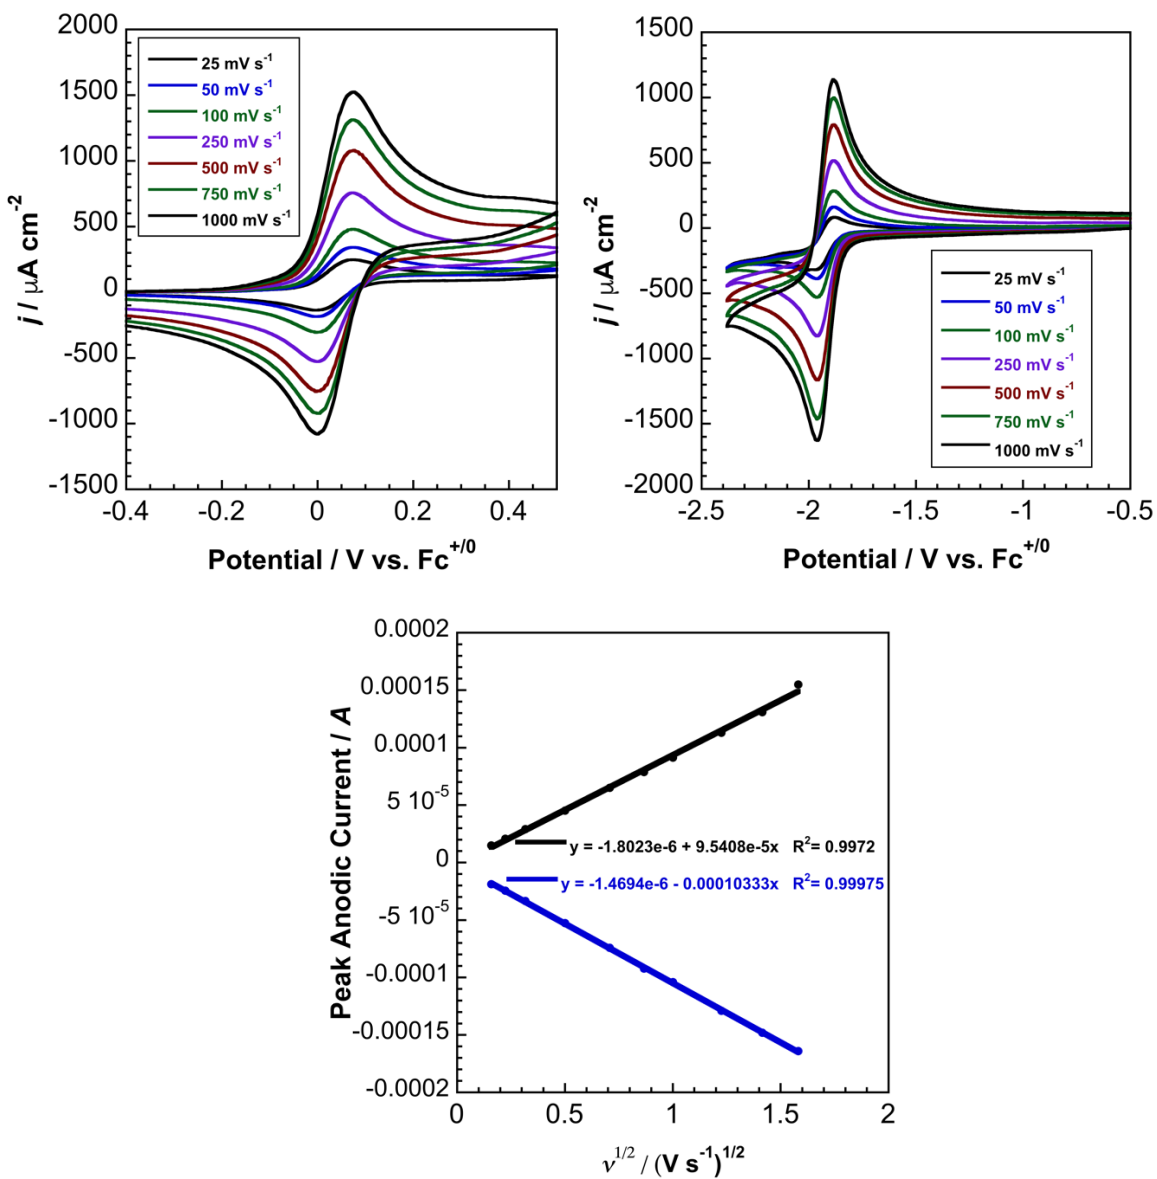 2000
1500
1000
500
0
-500
-1000
-1500
j / μA cm-2
25 mV s-1
50 mV s-1
100 mV s-1
250 mV s-1
500 mV s-1
750 mV s-1
1000 mV s-1
-0.4 -0.2 0 0.2 0.4
Potential / V vs. Fc+/0
1500
1000
500
0
-500
-1000
-1500
-2000
j / μA cm-2
25 mV s-1
50 mV s-1
100 mV s-1
250 mV s-1
500 mV s-1
750 mV s-1
1000 mV s-1
-2.5 -2 -1.5 -1 -0.5
Potential / V vs. Fc+/0
0.0002
0.00015
0.0001
5 10-5
0
-5 10-5
-0.0001
-0.00015
-0.0002
Peak Anodic Current / A
y = -1.8023e-6 + 9.5408e-5x R2= 0.9972
y = -1.4694e-6 - 0.00010333x R2= 0.99975
0 0.5 1 1.5 2
ν1/2 / (V s-1)1/2